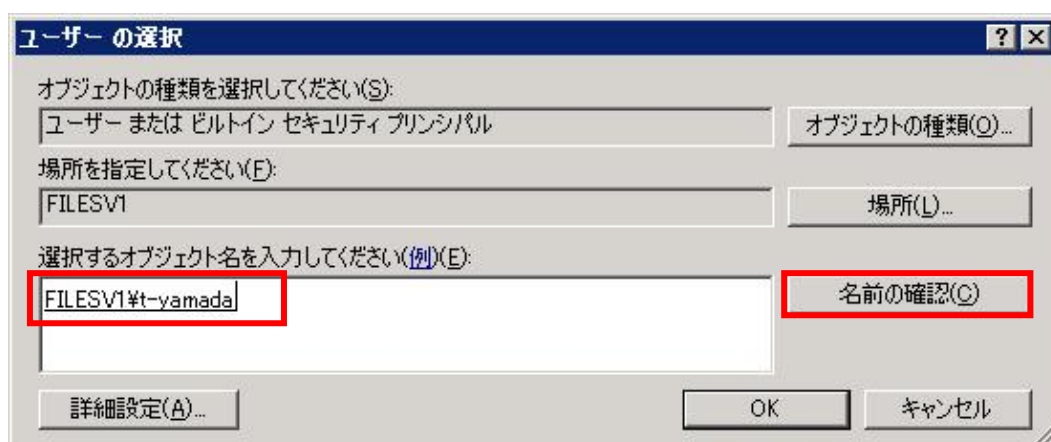 ユーザー の選択
オブジェクトの種類を選択してください(S):
ユーザー または ビルトイン セキュリティ プリンシパル
オブジェクトの種類(O)...
場所を指定してください(F):
FILESV1
場所(L)...
選択するオブジェクト名を入力してください(例)(E):
FILESV1¥t-yamada
名前の確認(C)
詳細設定(A)...
OK
キャンセル